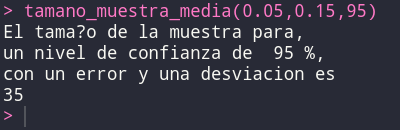 > tamano_muestra_media(0.05,0.15,95)
El tama?o de la muestra para,
un nivel de confianza de  95 %,
con un error y una desviacion es
35
>